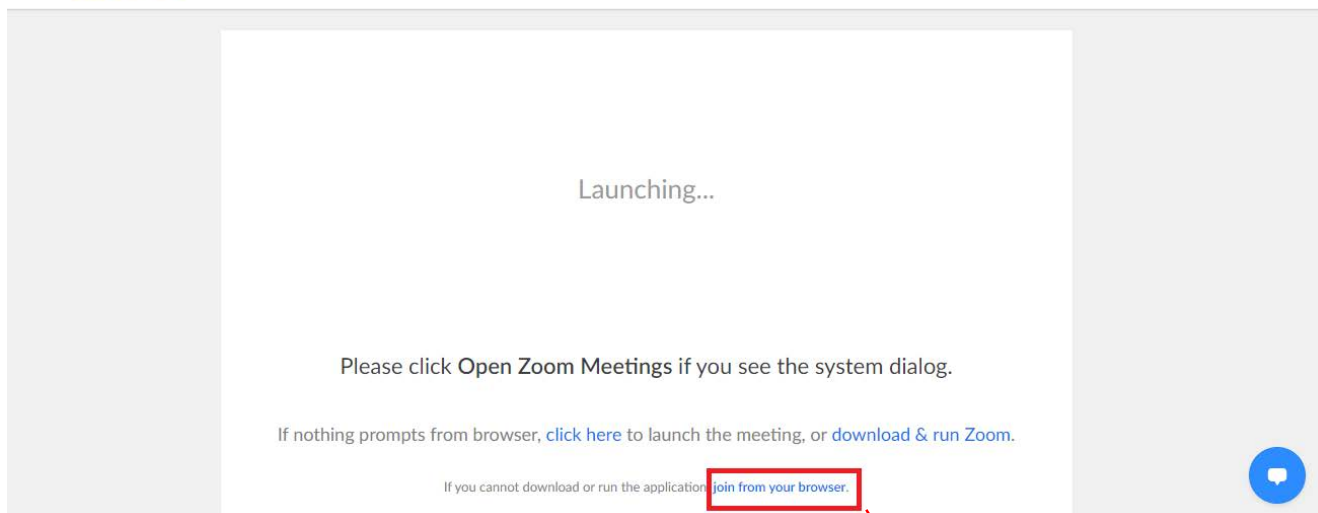 Launching...
Please click Open Zoom Meetings if you see the system dialog.
If nothing prompts from browser, click here to launch the meeting, or download & run Zoom.
If you cannot download or run the application join from your browser.